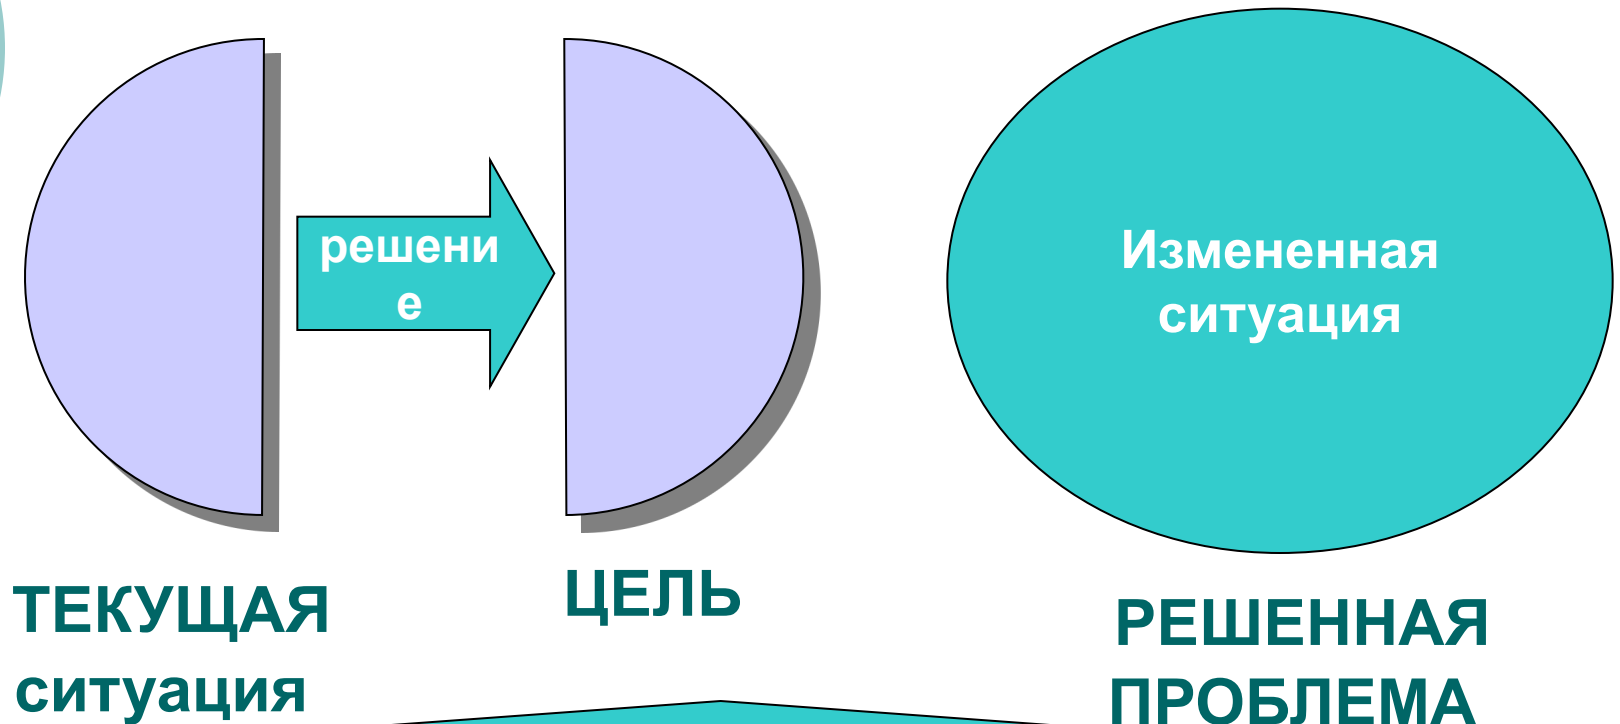 решени
е
Измененная
ситуация
ТЕКУЩАЯ
ситуация
ЦЕЛЬ
РЕШЕННАЯ
ПРОБЛЕМА